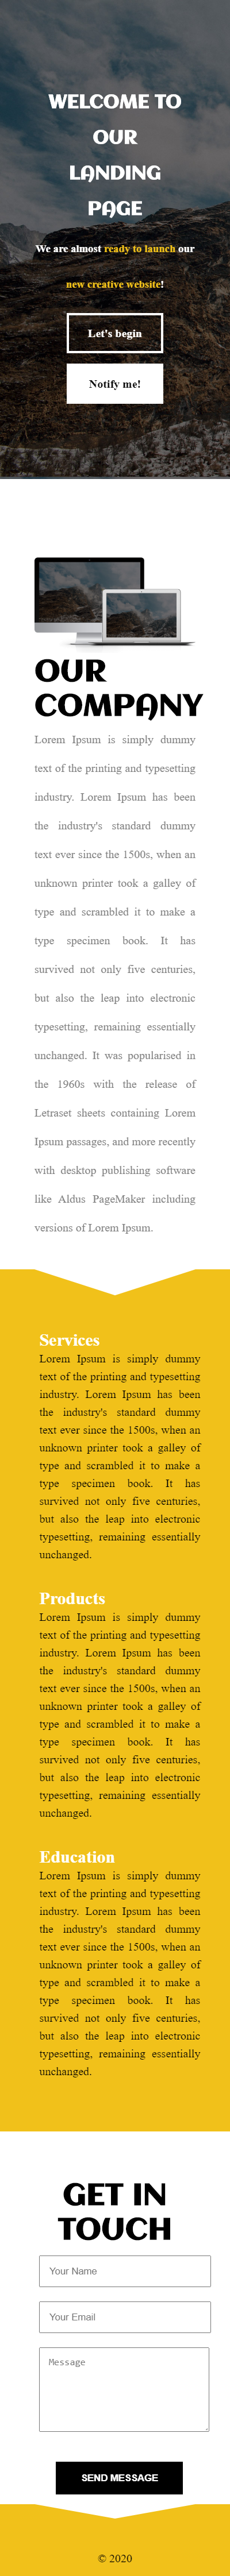 WELCOME TO
OUR
LANDING
PAGE
We are almost ready to launch our
new creative website!
Let's begin
Notify me!
OUR
COMPANY
Lorem Ipsum is simply dummy
text of the printing and typesetting
industry. Lorem Ipsum has been
the industry's standard dummy
text ever since the 1500s, when an
unknown printer took a galley of
type and scrambled it to make a
type specimen book. It has
survived not only five centuries,
but also the leap into electronic
typesetting, remaining essentially
unchanged. It was popularised in
the 1960s with the release of
Letraset sheets containing Lorem
Ipsum passages, and more recently
with desktop publishing software
like Aldus PageMaker including
versions of Lorem Ipsum.
Services
Lorem Ipsum is simply dummy
text of the printing and typesetting
industry. Lorem Ipsum has been
the industry's standard dummy
text ever since the 1500s, when an
unknown printer took a galley of
type and scrambled it to make a
type specimen book. It has
survived not only five centuries,
but also the leap into electronic
typesetting, remaining essentially
unchanged.
Products
Lorem Ipsum is simply dummy
text of the printing and typesetting
industry. Lorem Ipsum has been
the industry's standard dummy
text ever since the 1500s, when an
unknown printer took a galley of
type and scrambled it to make a
type specimen book. It has
survived not only five centuries,
but also the leap into electronic
typesetting, remaining essentially
unchanged.
Education
Lorem Ipsum is simply dummy
text of the printing and typesetting
industry. Lorem Ipsum has been
the industry's standard dummy
text ever since the 1500s, when an
unknown printer took a galley of
type and scrambled it to make a
type specimen book. It has
survived not only five centuries,
but also the leap into electronic
typesetting, remaining essentially
unchanged.
GET IN
TOUCH
Your Name
Your Email
Message
SEND MESSAGE
© 2020